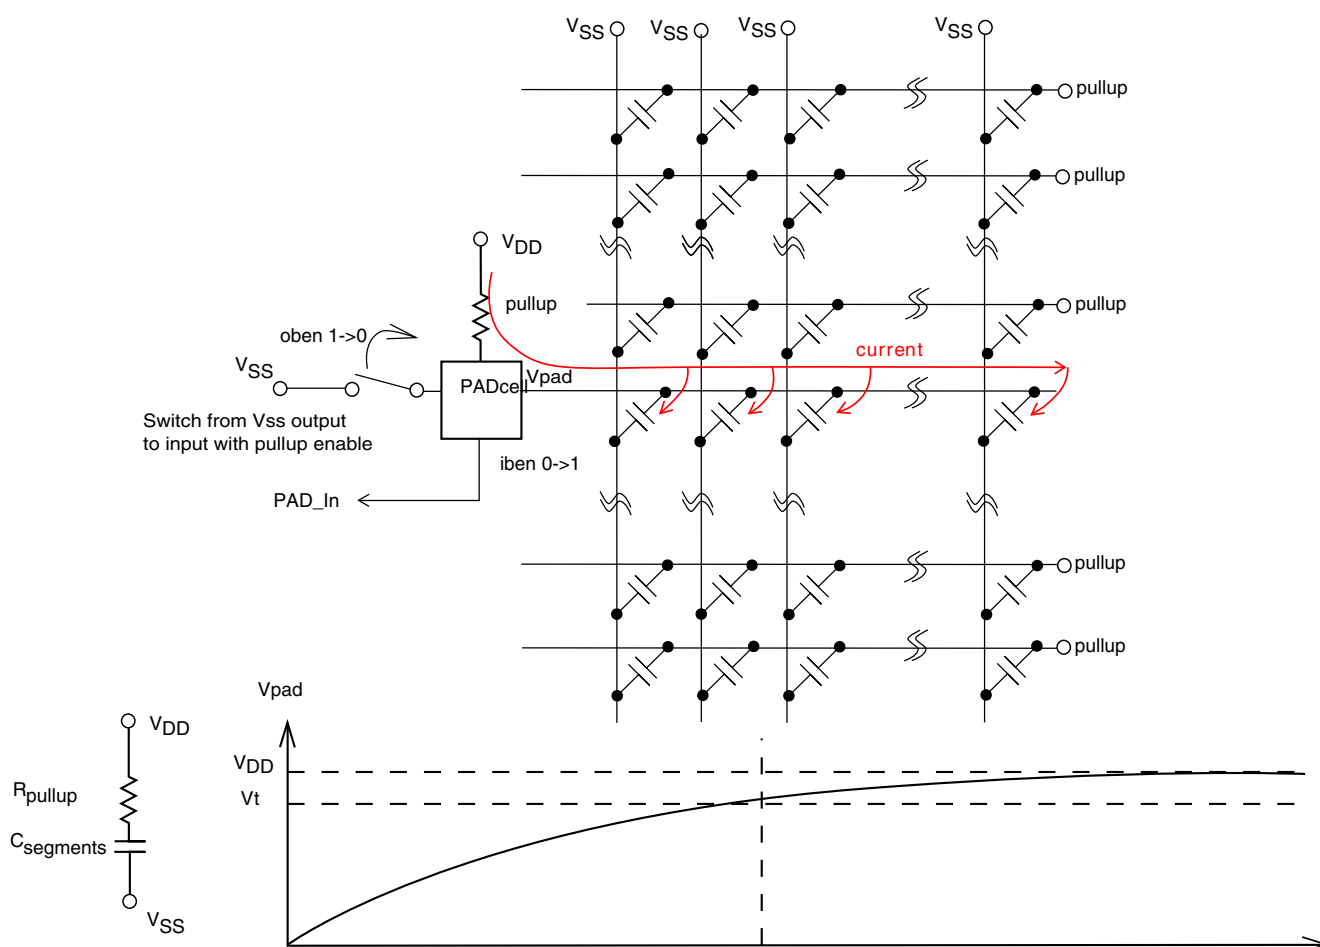 VSS VSS VSS VSS
pullup
pullup
VDD
pullup
pullup
oben 1->0
current
VSS
PADcell
Vpad
Switch from Vss output
to input with pullup enable
iben 0->1
PAD_In
pullup
pullup
Vpad
VDD
VDD
Vt
Rpullup
Csegments
VSS